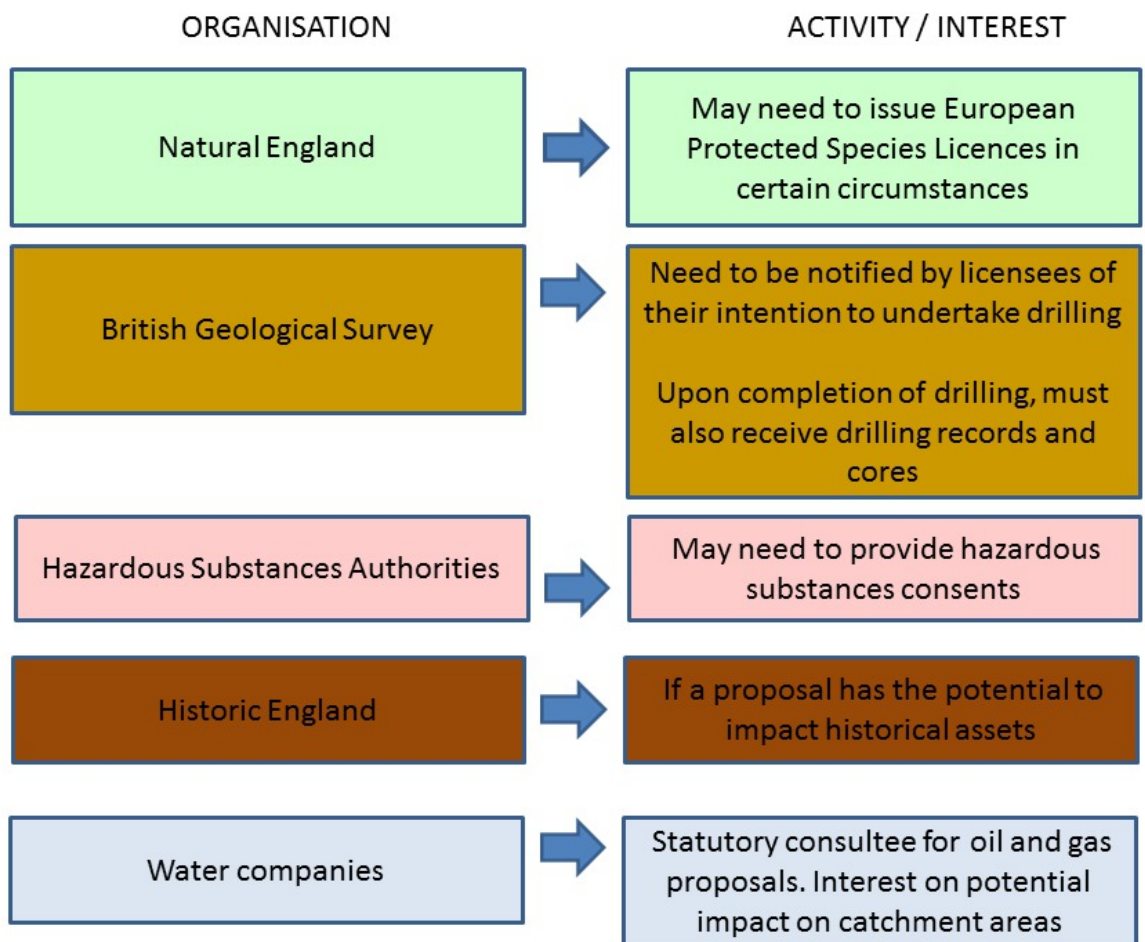 ORGANISATION
ACTIVITY / INTEREST
Natural England
May need to issue European
Protected Species Licences in
certain circumstances
British Geological Survey
Need to be notified by licensees of
their intention to undertake drilling
Upon completion of drilling, must
also receive drilling records and
cores
Hazardous Substances Authorities
May need to provide hazardous
substances consents
Historic England
If a proposal has the potential to
impact historical assets
Water companies
Statutory consultee for oil and gas
proposals. Interest on potential
impact on catchment areas